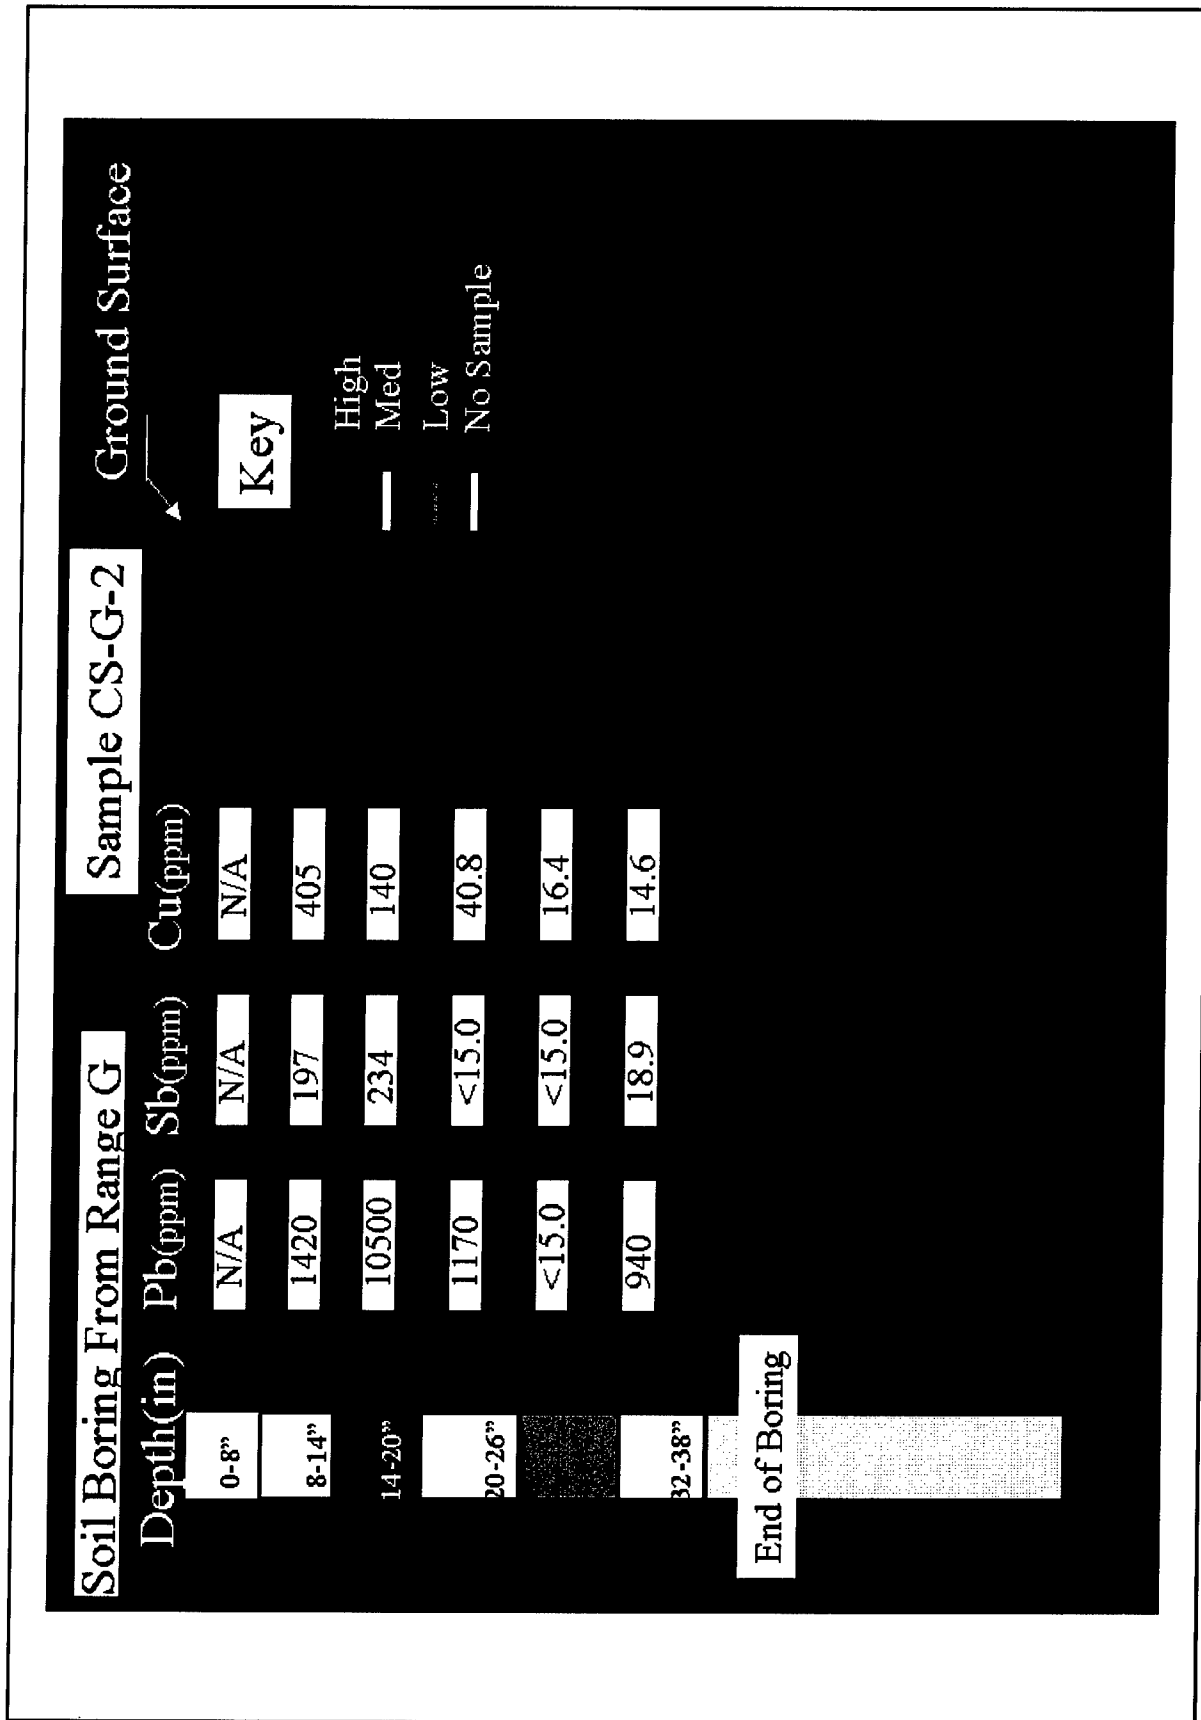 Soil Boring From Range G
Sample CS-G-2
Ground Surface
Depth(in) Pb(ppm) Sb(ppm) Cu(ppm)
0-8” N/A N/A N/A
8-14” 1420 197 405
14-20” 10500 234 140
20-26” 1170 <15.0 40.8
<15.0 <15.0 16.4
32-38” 940 18.9 14.6
End of Boring
Key
High
Med
Low
No Sample